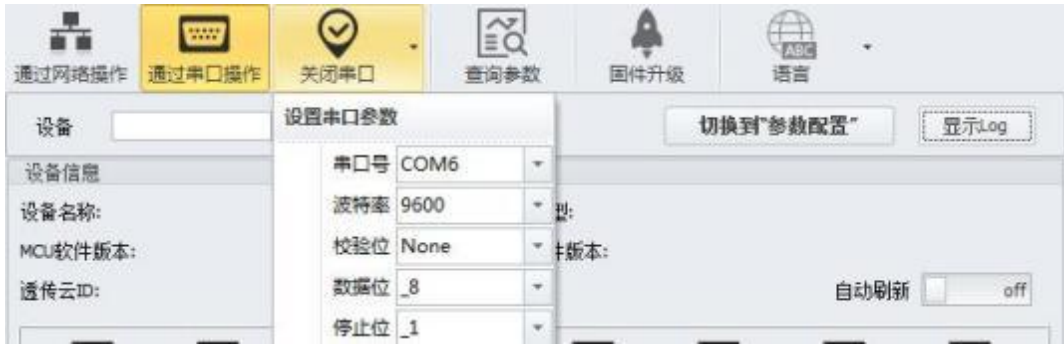 通过网络操作 通过串口操作 关闭串口 查询参数 固件升级 ABC 语言
设备 设置串口参数 切换到"参数配置" 显示Log
串口号 COM6
设备信息
设备名称: 波特率 9600 型:
MCU软件版本: 校验位 None 件版本:
透传云ID: 数据位 _8 自动刷新 off
停止位 _1